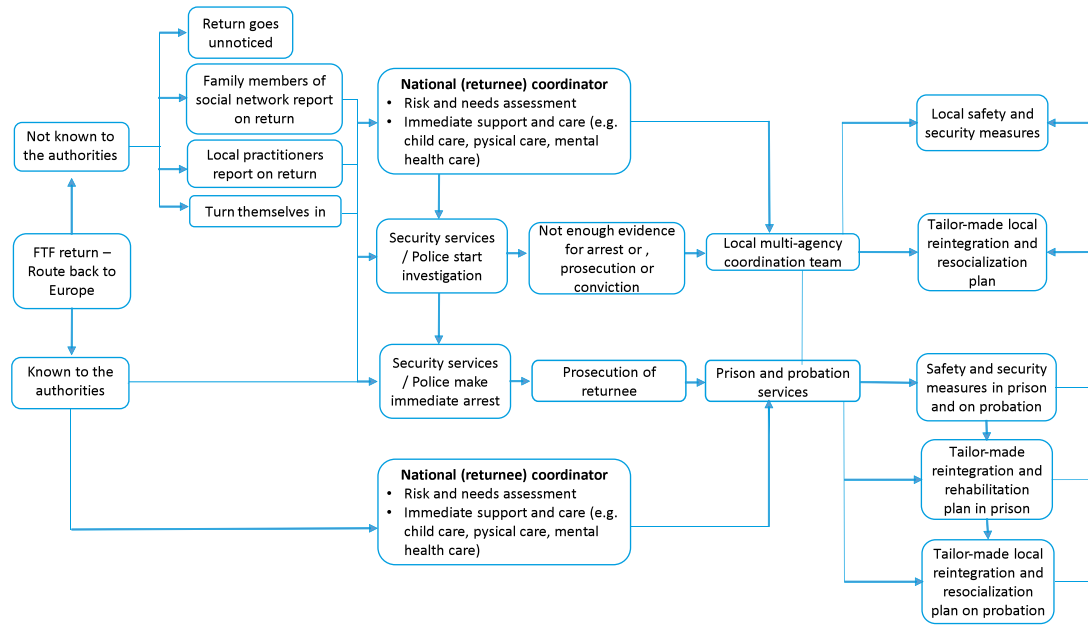 Return goes
unnoticed
Family members of
social network report
on return
Not known to
the authorities
Local practitioners
report on return
Turn themselves in
FTF return –
Route back to
Europe
Known to the
authorities
National (returnee) coordinator
• Risk and needs assessment
• Immediate support and care (e.g.
child care, pysical care, mental
health care)
Security services
/ Police start
investigation
Not enough evidence
for arrest or ,
prosecution or
conviction
Local multi-agency
coordination team
Security services
/ Police make
immediate arrest
Prosecution of
returnee
Prison and probation
services
National (returnee) coordinator
• Risk and needs assessment
• Immediate support and care (e.g.
child care, pysical care, mental
health care)
Local safety and
security measures
Tailor-made local
reintegration and
resocialization
plan
Safety and security
measures in prison
and on probation
Tailor-made
reintegration and
rehabilitation
plan in prison
Tailor-made local
reintegration and
resocialization
plan on probation